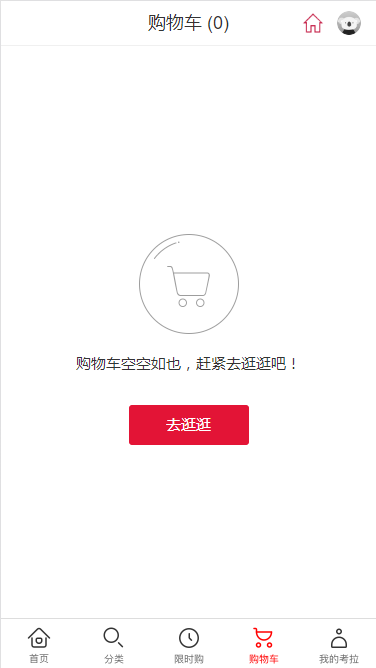 购物车 (0)
购物车空空如也，赶紧去逛逛吧！
去逛逛
首页
分类
限时购
购物车
我的考拉